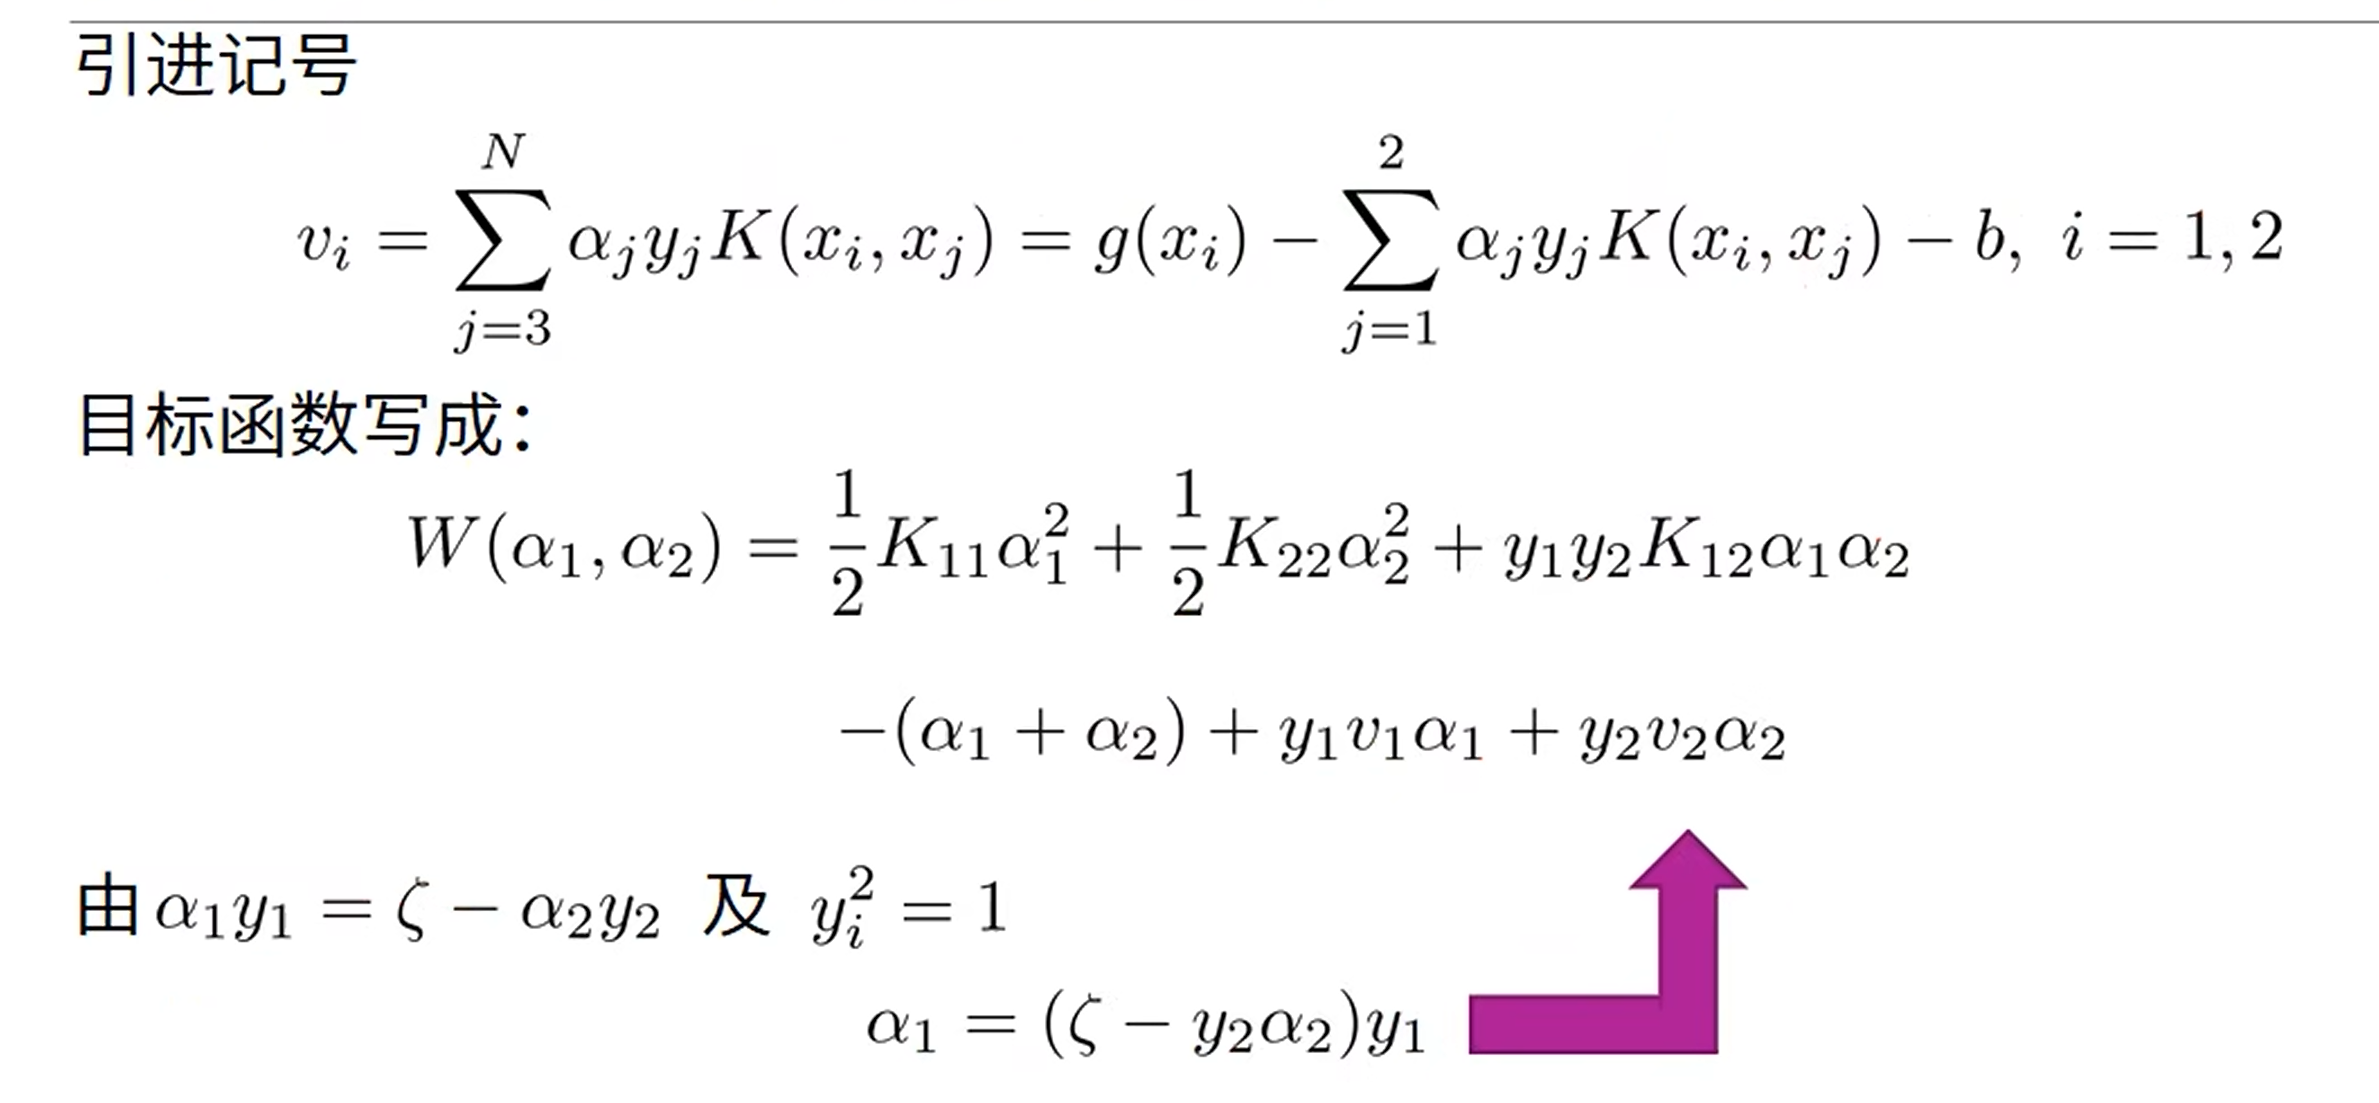 引进记号
$v_i = \sum_{j=3}^{N} \alpha_j y_j K(x_i, x_j) = g(x_i) - \sum_{j=1}^{2} \alpha_j y_j K(x_i, x_j) - b, \ i = 1, 2$
目标函数写成：
$W(\alpha_1, \alpha_2) = \frac{1}{2} K_{11} \alpha_1^2 + \frac{1}{2} K_{22} \alpha_2^2 + y_1 y_2 K_{12} \alpha_1 \alpha_2$
$-(\alpha_1 + \alpha_2) + y_1 v_1 \alpha_1 + y_2 v_2 \alpha_2$
由 $\alpha_1 y_1 = \zeta - \alpha_2 y_2$ 及 $y_i^2 = 1$
$\alpha_1 = (\zeta - y_2 \alpha_2) y_1$